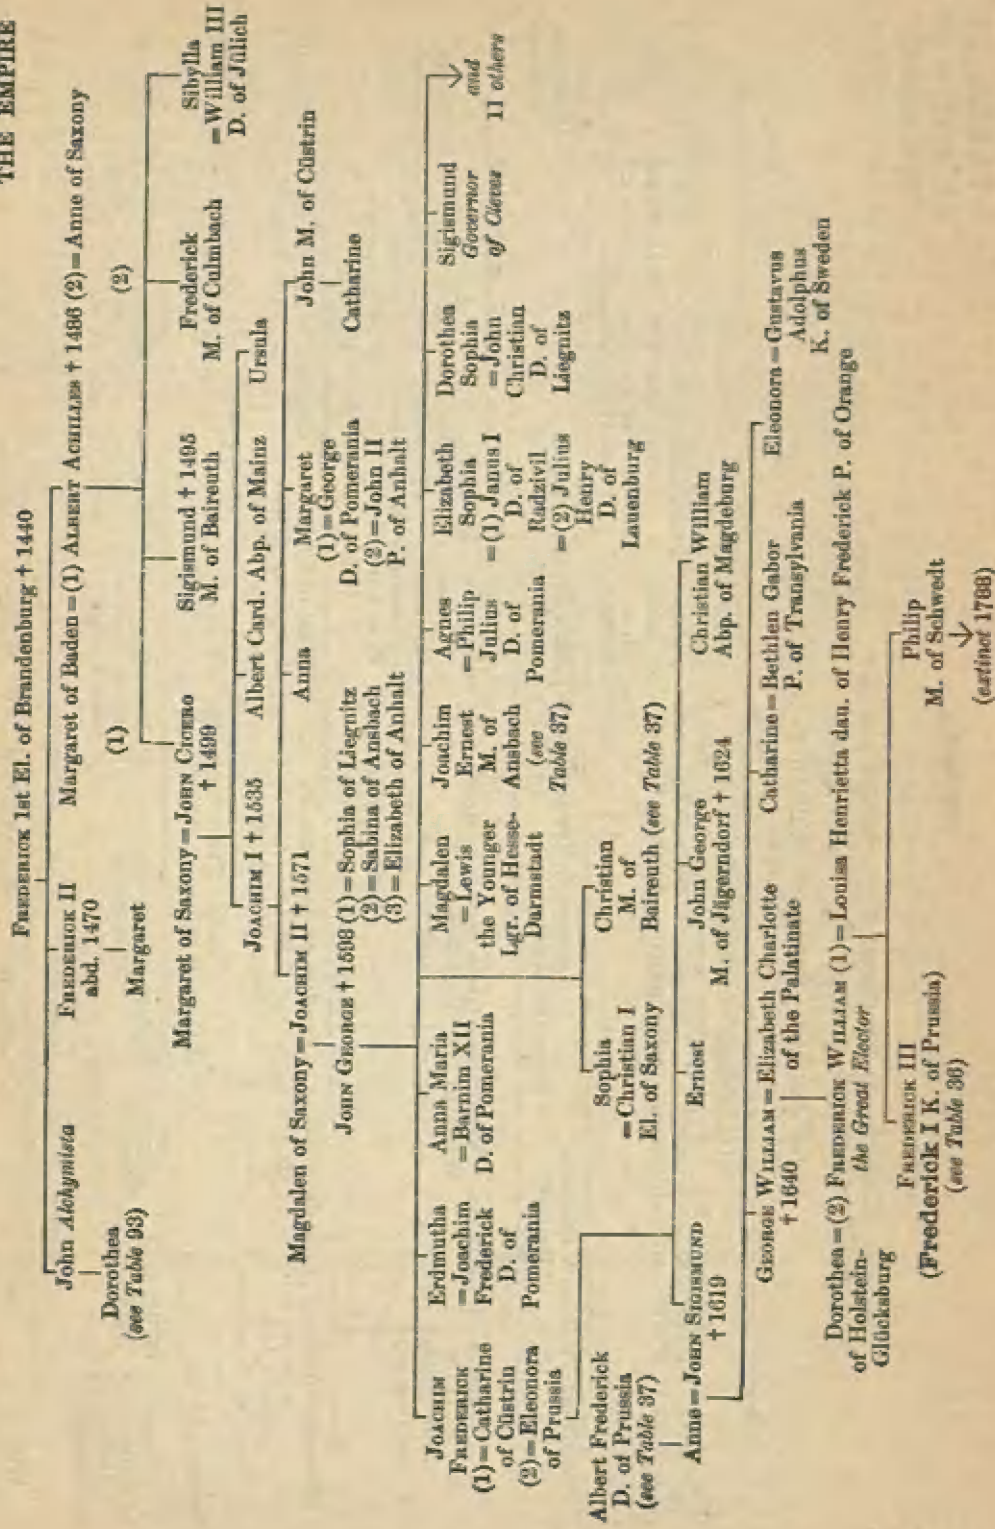 THE EMPIRE
FREDERICK 1st El. of Brandenburg † 1440
John Alchymista
FREDERICK II
abd. 1470
Margaret of Baden=(1) ALBERT ACHILLES † 1486 (2)=Anne of Saxony
Dorothea
(see Table 93)
Margaret
(1)
(2)
Margaret of Saxony=JOHN CICERO
† 1499
Sigismund † 1495
M. of Baireuth
Frederick
M. of Culmbach
Sibylla
=William III
D. of Jülich
JOACHIM I † 1535
Albert Card. Abp. of Mainz
Ursula
Magdalen of Saxony=JOACHIM II † 1571
Anna
Margaret
(1)=George
D. of Pomerania
(2)=John II
P. of Anhalt
John M. of Cüstrin
Catharine
JOHN GEORGE † 1598 (1)=Sophia of Liegnitz
(2)=Sabina of Ansbach
(3)=Elizabeth of Anhalt
JOACHIM
FREDERICK
(1)=Catharine
of Cüstrin
(2)=Eleonora
of Prussia
Erdmutha
=Joachim
Frederick
D. of
Pomerania
Anna Maria
=Barnim XII
D. of Pomerania
Magdalen
=Lewis
the Younger
Lgr. of Hesse-
Darmstadt
Joachim
Ernest
M. of
Ansbach
(see
Table 37)
Agnes
=Philip
Julius
D. of
Pomerania
Elizabeth
Sophia
=(1) Janus I
D. of
Radzivil
=(2) Julius
Henry
D. of
Lauenburg
Dorothea
Sophia
=John
Christian
D. of
Liegnitz
Sigismund
Governor
of Cleves
and
11 others
Sophia
=Christian I
El. of Saxony
Christian
M. of
Baireuth (see Table 37)
Albert Frederick
D. of Prussia
(see Table 37)
Anne=JOHN SIGISMUND
† 1619
Ernest
John George
M. of Jägerndorf † 1624
Christian William
Abp. of Magdeburg
GEORGE WILLIAM=Elizabeth Charlotte
† 1640
of the Palatinate
Catharine=Bethlen Gabor
P. of Transylvania
Eleonora=Gustavus
Adolphus
K. of Sweden
Dorothea=(2) FREDERICK WILLIAM (1)=Louisa Henrietta dau. of Henry Frederick P. of Orange
of Holstein-
Glücksburg
the Great Elector
FREDERICK III
(Frederick I K. of Prussia)
(see Table 36)
Philip
M. of Schwedt
(extinct 1788)